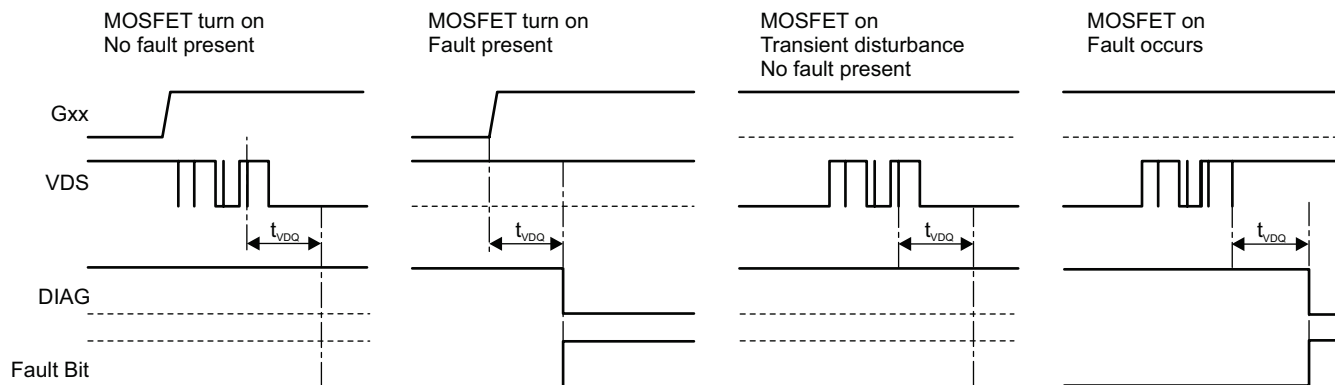 MOSFET turn on
No fault present
MOSFET turn on
Fault present
MOSFET on
Transient disturbance
No fault present
MOSFET on
Fault occurs
Gxx
VDS
tVDQ
tVDQ
tVDQ
tVDQ
DIAG
Fault Bit